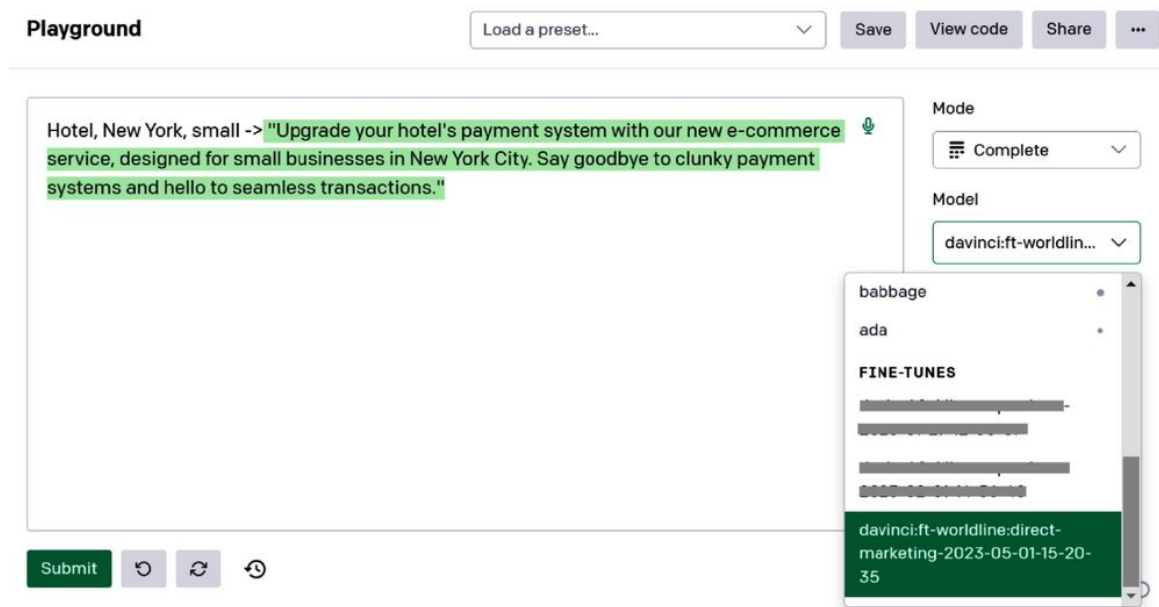 Playground
Load a preset...
Save
View code
Share
...
Hotel, New York, small -> "Upgrade your hotel's payment system with our new e-commerce
service, designed for small businesses in New York City. Say goodbye to clunky payment
systems and hello to seamless transactions."
Mode
Complete
Model
davinci:ft-worldlin...
babbage
ada
FINE-TUNES
davinci:ft-worldline:direct-
marketing-2023-05-01-15-20-
35
Submit